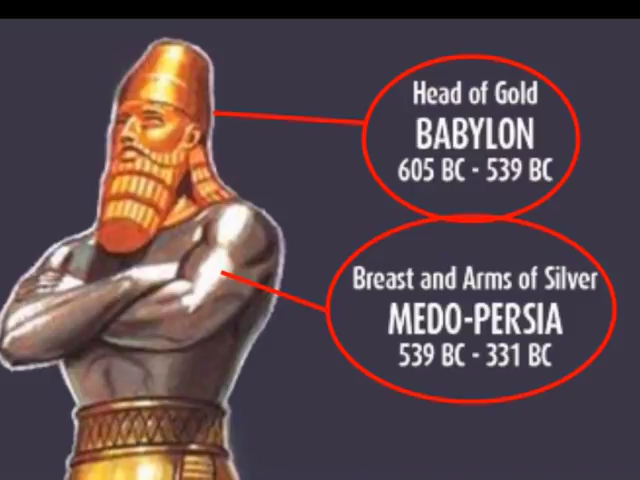 Head of Gold
BABYLON
605 BC - 539 BC
Breast and Arms of Silver
MEDO-PERSIA
539 BC - 331 BC